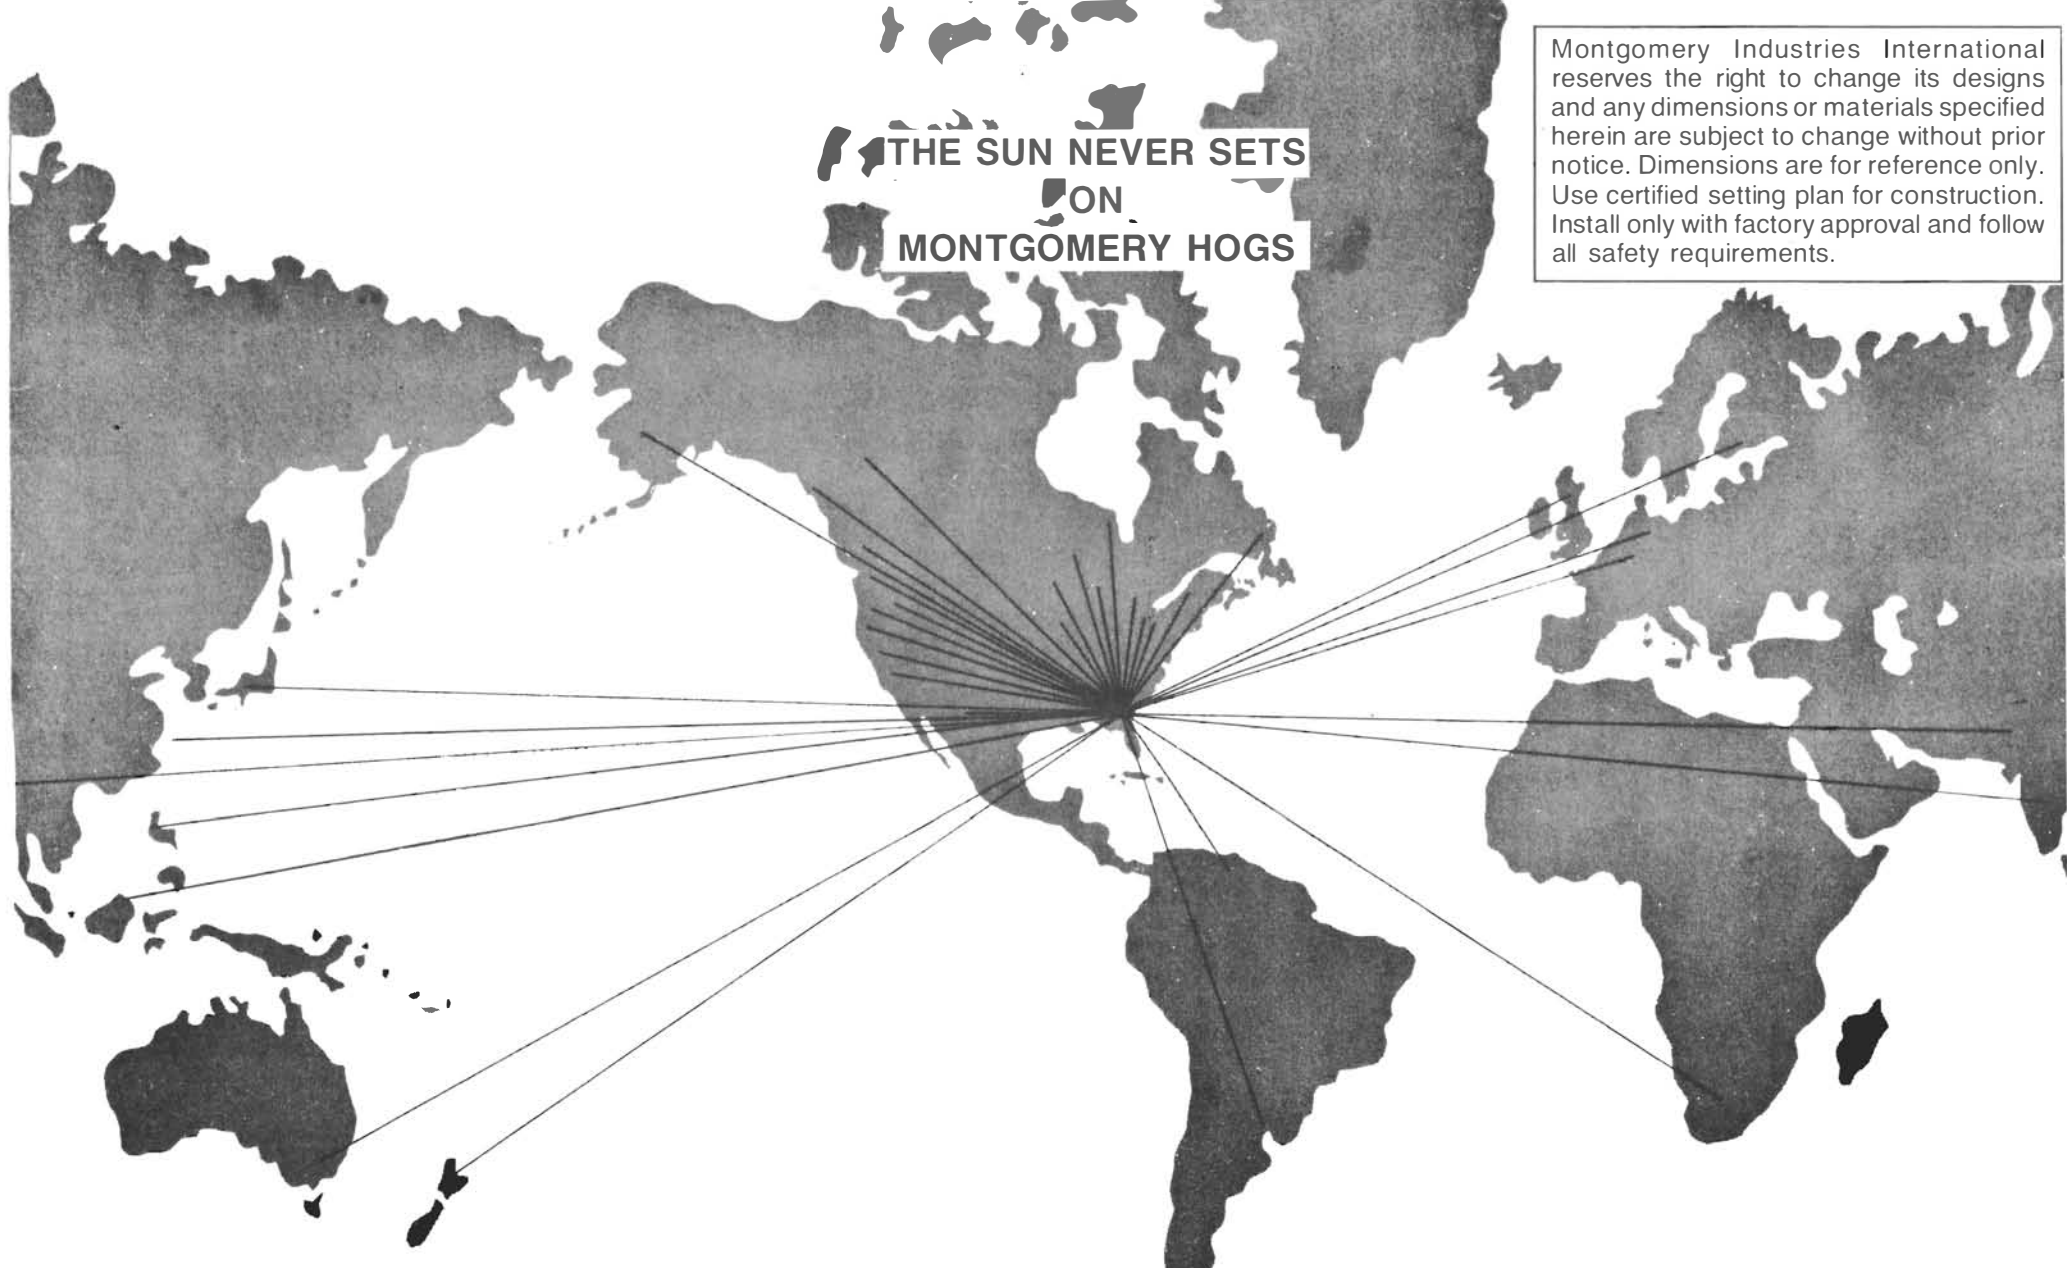 THE SUN NEVER SETS
ON
MONTGOMERY HOGS
Montgomery Industries International
reserves the right to change its designs
and any dimensions or materials specified
herein are subject to change without prior
notice. Dimensions are for reference only.
Use certified setting plan for construction.
Install only with factory approval and follow
all safety requirements.